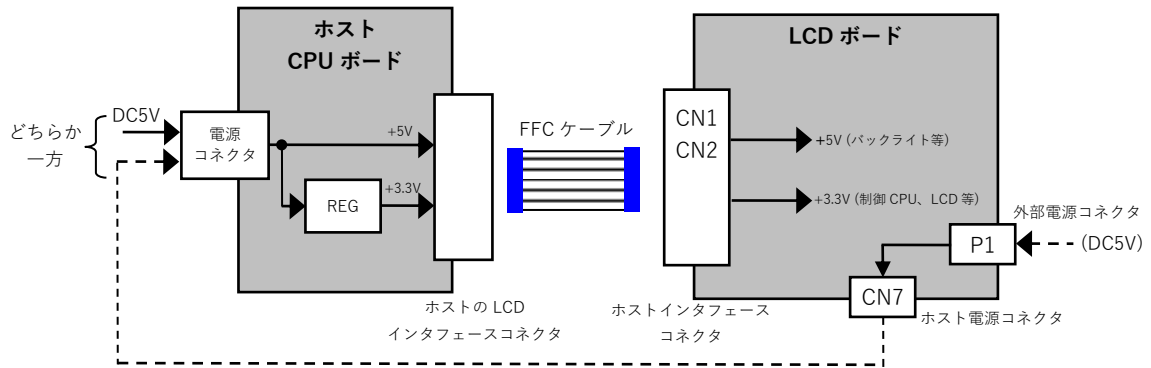 ホスト
CPU ボード
LCD ボード
どちらか
一方
DC5V
電源
コネクタ
+5V
REG
+3.3V
FFC ケーブル
CN1
CN2
+5V (バックライト等)
+3.3V (制御 CPU、LCD 等)
外部電源コネクタ
P1
(DC5V)
CN7
ホスト電源コネクタ
ホストの LCD
インタフェースコネクタ
ホストインタフェース
コネクタ